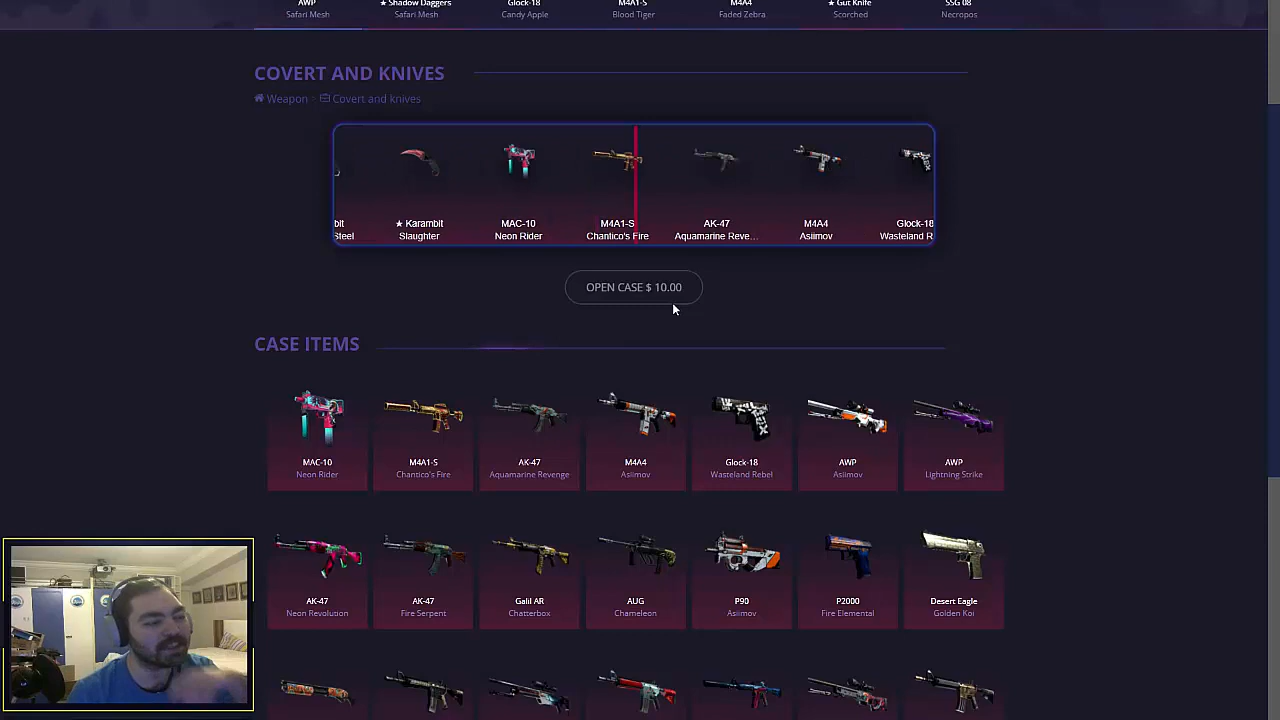 AWP
★ Shadow Daggers
Glock-18
M4A1-S
M4A4
★ Gut Knife
SSG 08
Safari Mesh
Safari Mesh
Candy Apple
Blood Tiger
Faded Zebra
Scorched
Necropos
COVERT AND KNIVES
Weapon
Covert and knives
bit
★ Karambit
MAC-10
M4A1-S
AK-47
M4A4
Glock-18
Steel
Slaughter
Neon Rider
Chantico's Fire
Aquamarine Reve...
Asiimov
Wasteland R
OPEN CASE $ 10.00
CASE ITEMS
MAC-10
M4A1-S
AK-47
M4A4
Glock-18
AWP
AWP
Neon Rider
Chantico's Fire
Aquamarine Revenge
Asiimov
Wasteland Rebel
Asiimov
Lightning Strike
AK-47
AK-47
Galil AR
AUG
P90
P2000
Desert Eagle
Neon Revolution
Fire Serpent
Chatterbox
Chameleon
Asiimov
Fire Elemental
Golden Koi